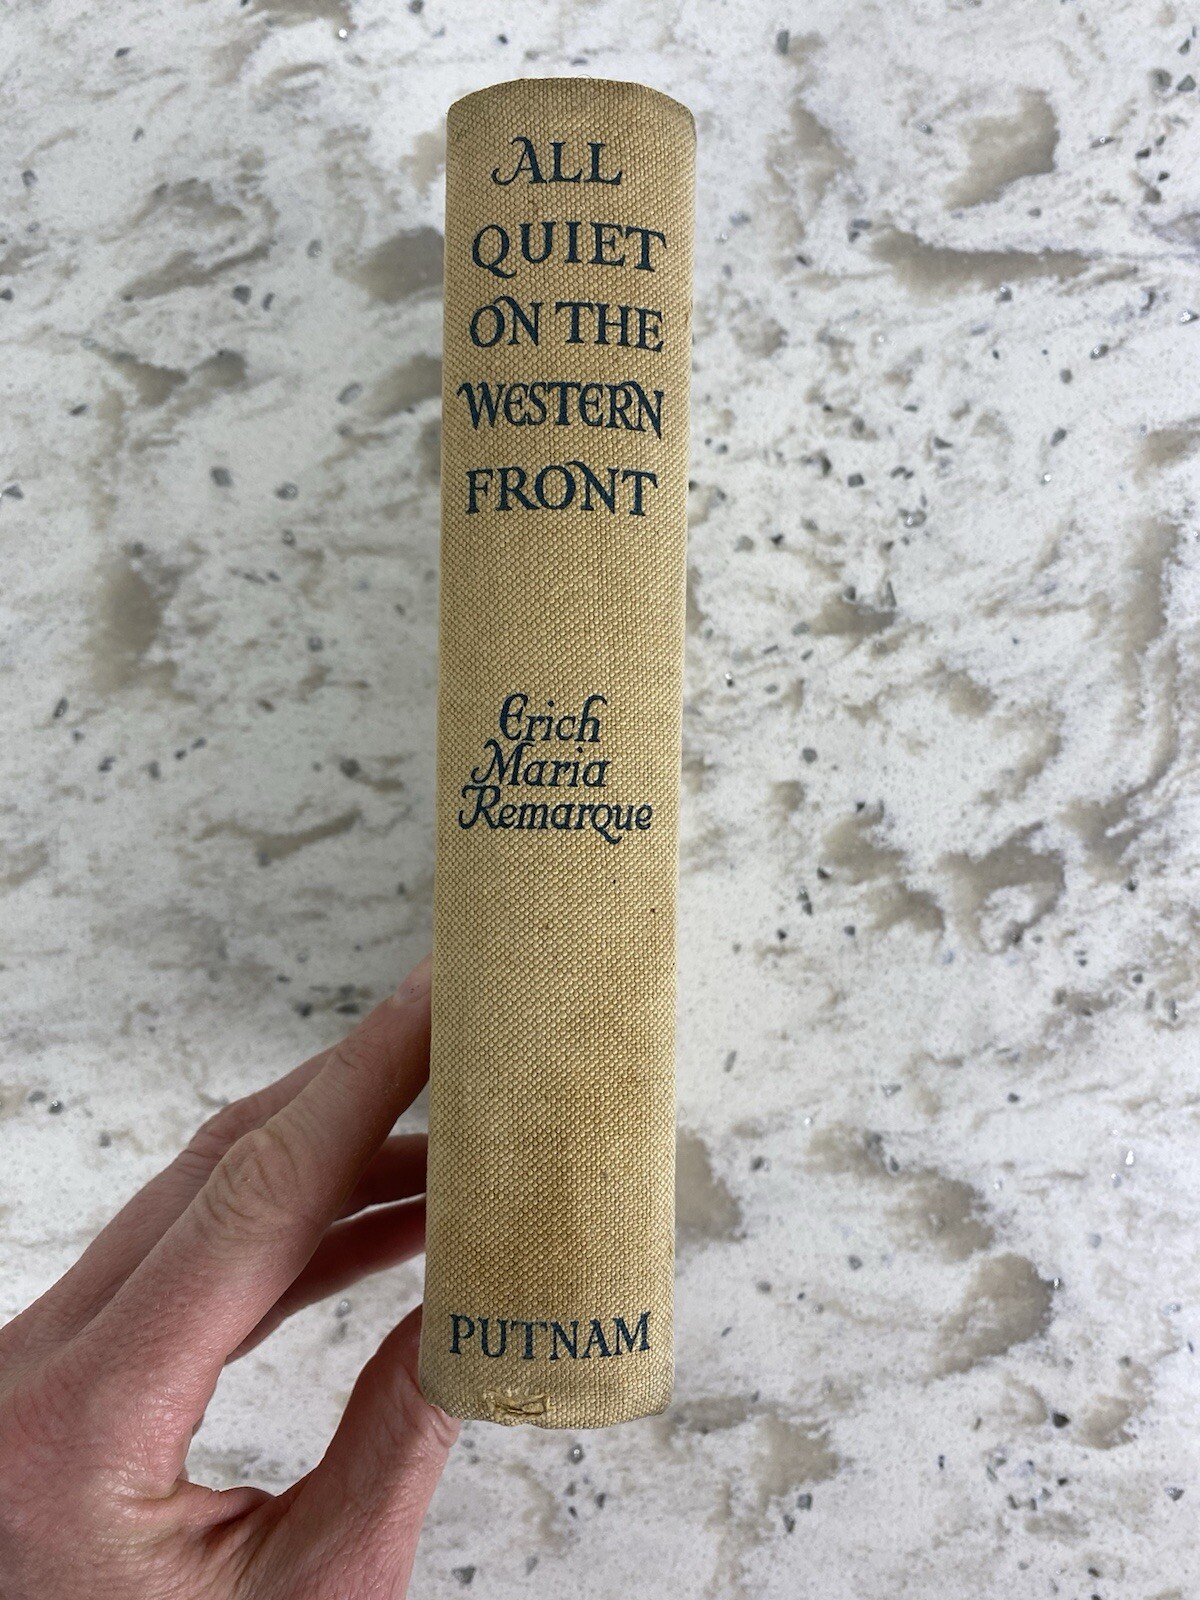 ALL
QUIET
ON THE
WESTERN
FRONT
Erich
Maria
Remarque
PUTNAM